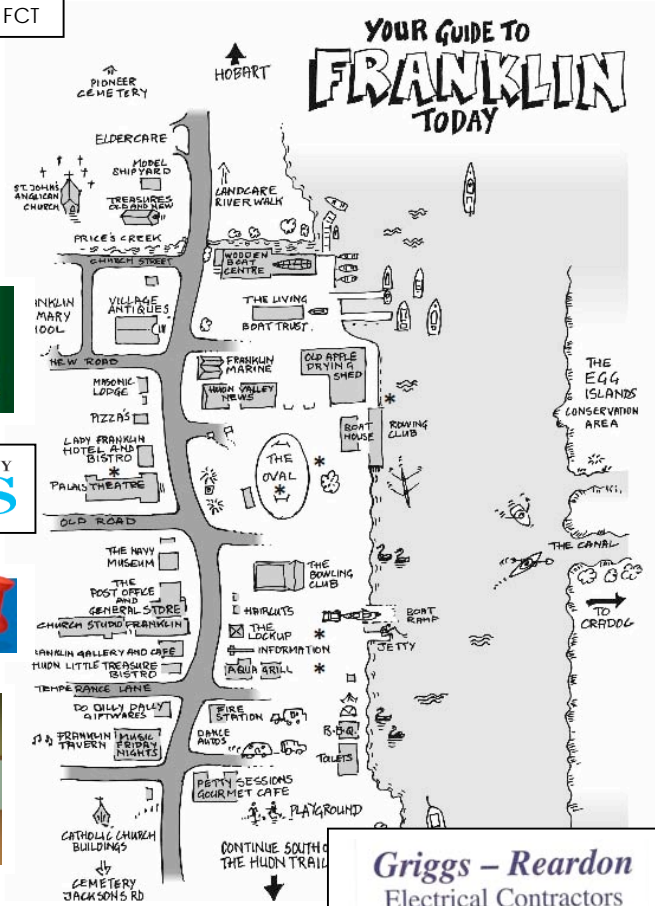 FCT
YOUR GUIDE TO
FRANKLIN
TODAY
HOBART
PIONEER
CEMETERY
ELDERCARE
MODEL
SHIPYARD
ST. JOHNS
ANGLICAN
CHURCH
TREASURES
OLD AND NEW
LANDCARE
RIVER WALK
PRICE'S CREEK
CHURCH STREET
WOODEN
BOAT
CENTRE
NKLIN
MARY
OOL
VILLAGE
ANTIQUES
THE LIVING
BOAT TRUST.
NEW ROAD
FRANKLIN
MARINE
OLD APPLE
DRYING
SHED
HUON VALLEY
NEWS
THE
EGG
ISLANDS
CONSERVATION
AREA
MASONIC
LODGE
PIZZA'S
*
BOAT
HOUSE
ROWING
CLUB
LADY FRANKLIN
HOTEL AND
BISTRO
*
PALAIS THEATRE
THE
OVAL
*
*
Y
S
OLD ROAD
THE CANAL
THE NAVY
MUSEUM
THE
BOWLING
CLUB
THE
POST OFFICE
AND
GENERAL STORE
HAIRCUTS
BOAT
RAMP
TO
CRADOG
CHURCH STUDIO FRANKLIN
THE
LOCKUP
*
JETTY
RANKLIN GALLERY AND CAFE
INFORMATION
HUON LITTLE TREASURE
BISTRO
AQUA GRILL
*
TEMPERANCE LANE
DO DILLY DALLY
GIFTWARES
FIRE
STATION
FRANKLIN
TAVERN
MUSIC
FRIDAY
NIGHTS
DANCE
AUTOS
B.B.Q.
TOILETS
PETTY SESSIONS
GOURMET CAFE
PLAYGROUND
CATHOLIC CHURCH
BUILDINGS
CONTINUE SOUTH O
THE HUON TRAIL
CEMETERY
JACKSONS RD
Griggs – Reardon
Electrical Contractors